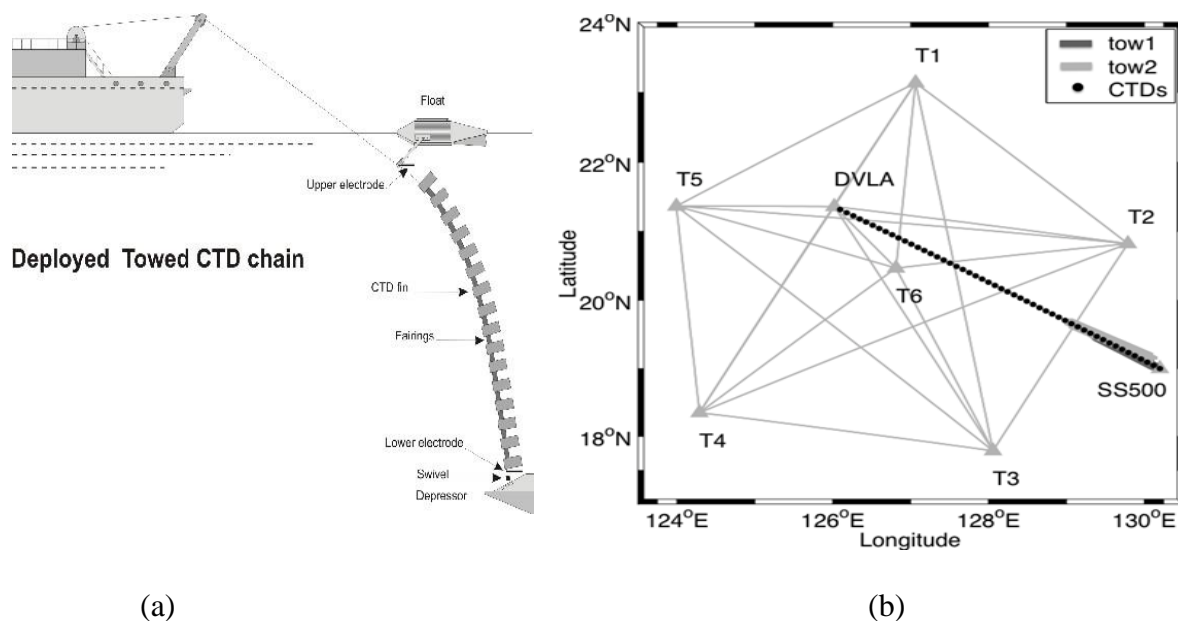 Float
Upper electrode
Deployed Towed CTD chain
CTD fin
Fairings
Lower electrode
Swivel
Depressor
(a)
24°N
22°N
20°N
18°N
Latitude
124°E 126°E 128°E 130°E
Longitude
tow1
tow2
CTDs
T1
T5
DVLA
T2
T6
SS500
T4
T3
(b)